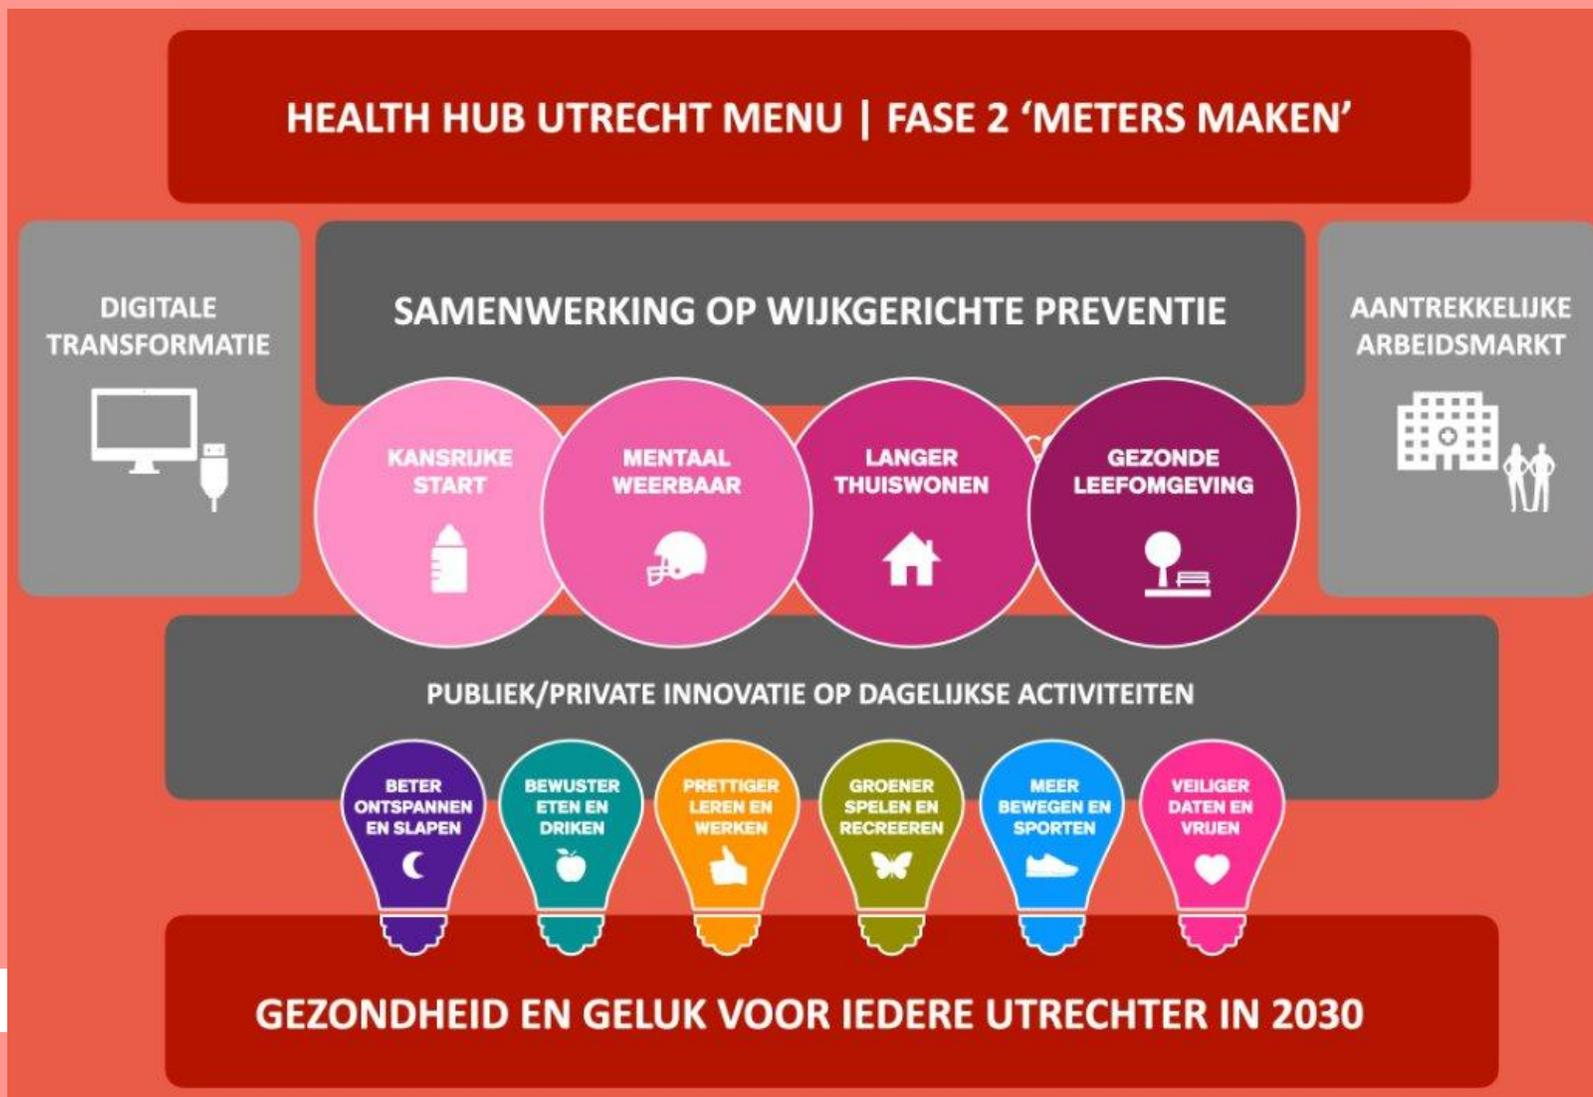 HEALTH HUB UTRECHT MENU | FASE 2 ‘METERS MAKEN’
DIGITALE
TRANSFORMATIE
SAMENWERKING OP WIJKGERICHTE PREVENTIE
AANTREKKELIJKE
ARBEIDSMARKT
KANSRIJKE
START
MENTAAL
WEERBAAR
LANGER
THUISWONEN
GEZONDE
LEEFOMGEVING
PUBLIEK/PRIVATE INNOVATIE OP DAGELIJKSE ACTIVITEITEN
BETER
ONTSPANNEN
EN SLAPEN
BEWUSTER
ETEN EN
DRIKEN
PRETTIGER
LEREN EN
WERKEN
GROENER
SPELEN EN
RECREEREN
MEER
BEWEGEN EN
SPORTEN
VEILIGER
DATEN EN
VRIJEN
GEZONDHEID EN GELUK VOOR IEDERE UTRECHTER IN 2030